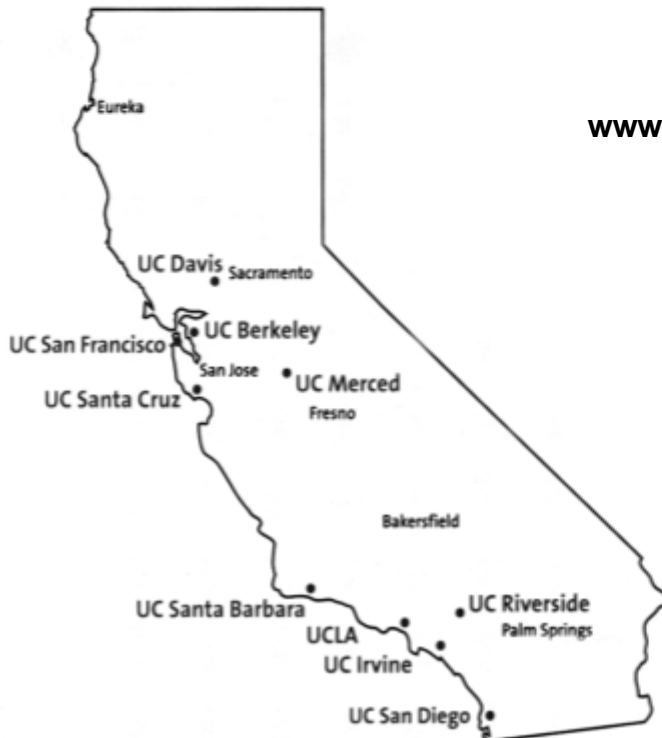 Eureka
www
UC Davis
Sacramento
UC Berkeley
UC San Francisco
San Jose
UC Merced
UC Santa Cruz
Fresno
Bakersfield
UC Santa Barbara
UC Riverside
UCLA
Palm Springs
UC Irvine
UC San Diego